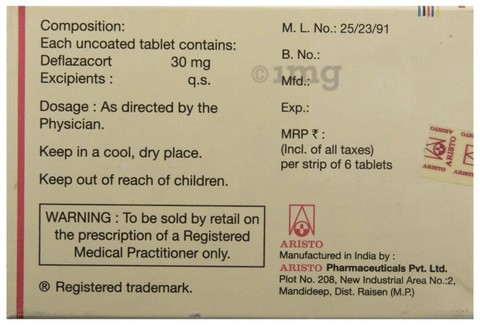 Composition:
Each uncoated tablet contains:
Deflazacort 30 mg
Excipients : q.s.
Dosage : As directed by the
Physician.
Keep in a cool, dry place.
Keep out of reach of children.
WARNING : To be sold by retail on
the prescription of a Registered
Medical Practitioner only.
® Registered trademark.
M. L. No.: 25/23/91
B. No.:
Mfd.:
Exp.:
MRP ₹ :
(Incl. of all taxes)
per strip of 6 tablets
©1mg
ARISTO
Manufactured in India by :
ARISTO Pharmaceuticals Pvt. Ltd.
Plot No. 208, New Industrial Area No.:2,
Mandideep, Dist. Raisen (M.P.)
ARISTO
ARISTO
ARISTO